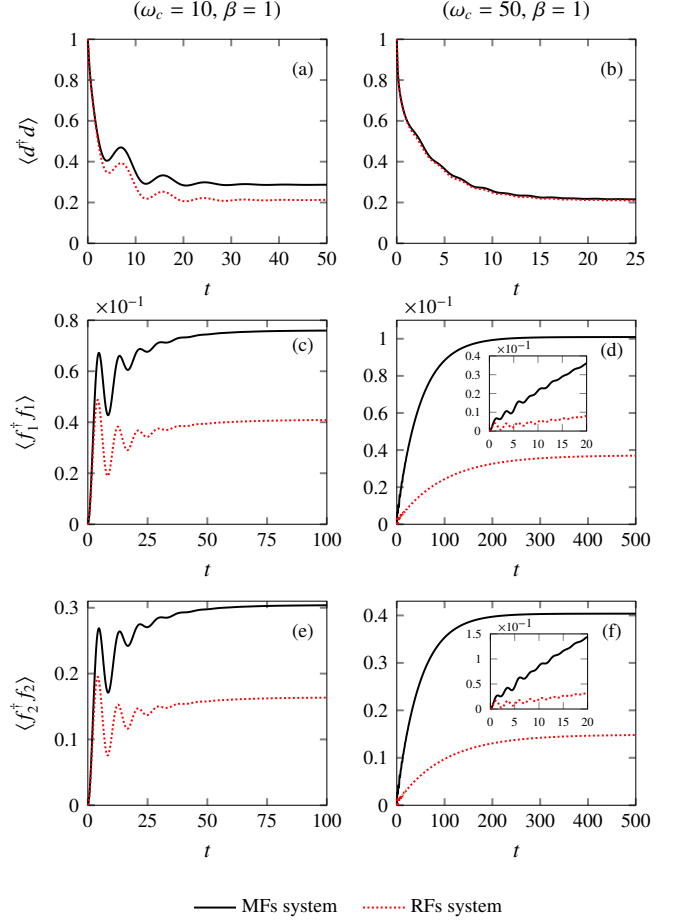 (ω_c = 10, β = 1) (ω_c = 50, β = 1)
1 0.8 0.6 0.4 0.2 0
⟨d†d⟩
(a)
0 10 20 30 40 50
t
1 0.8 0.6 0.4 0.2 0
(b)
0 5 10 15 20 25
t
×10⁻¹
0.8 0.6 0.4 0.2 0
⟨f₁†f₁⟩
(c)
0 25 50 75 100
t
×10⁻¹
1 0.8 0.6 0.4 0.2 0
(d)
×10⁻¹
0.4 0.3 0.2 0.1 0
0 5 10 15 20
0 100 200 300 400 500
t
0.3 0.2 0.1 0
⟨f₂†f₂⟩
(e)
0 25 50 75 100
t
0.4 0.3 0.2 0.1 0
(f)
×10⁻¹
1.5 1 0.5 0
0 5 10 15 20
0 100 200 300 400 500
t
MFs system RFs system